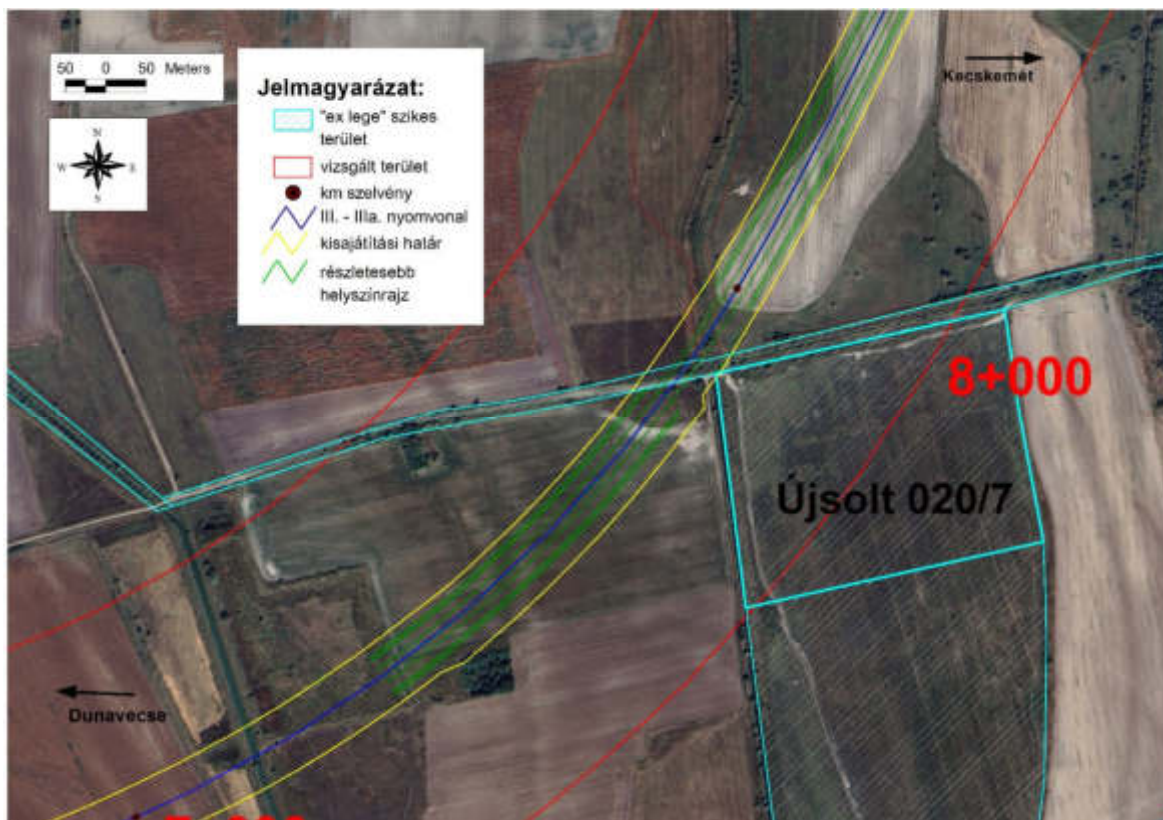 50 0 50 Meters
N
W E
S
Jelmagyarázat:
"ex lege" szikes
terület
vizsgált terület
km szelvény
III. - IIIa. nyomvonal
kisajátítási határ
részletesebb
helyszínrajz
Kecskemét
8+000
Újsolt 020/7
Dunavecse